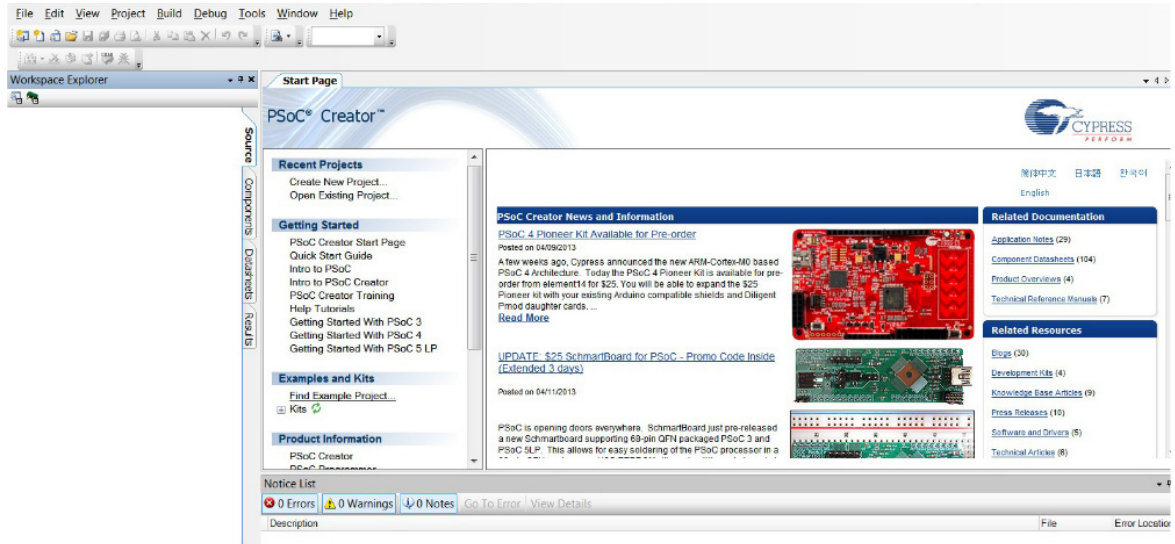 File Edit View Project Build Debug Tools Window Help
Workspace Explorer
Start Page
PSoC® Creator™
CYPRESS
PERFORM
Source
Components
Datasheets
Results
Recent Projects
Create New Project...
Open Existing Project...
Getting Started
PSoC Creator Start Page
Quick Start Guide
Intro to PSoC
Intro to PSoC Creator
PSoC Creator Training
Help Tutorials
Getting Started With PSoC 3
Getting Started With PSoC 4
Getting Started With PSoC 5 LP
Examples and Kits
Find Example Project...
Kits
Product Information
PSoC Creator
PSoC Programmer
简体中文 日本語 한국어
English
PSoC Creator News and Information
PSoC 4 Pioneer Kit Available for Pre-order
Posted on 04/09/2013
A few weeks ago, Cypress announced the new ARM-Cortex-M0 based
PSoC 4 Architecture. Today the PSoC 4 Pioneer Kit is available for pre-
order from element14 for $25. You will be able to expand the $25
Pioneer kit with your existing Arduino compatible shields and Diligent
Pmod daughter cards. ...
Read More
UPDATE: $25 SchmartBoard for PSoC - Promo Code Inside
(Extended 3 days)
Posted on 04/11/2013
PSoC is opening doors everywhere. SchmartBoard just pre-released
a new Schmartboard supporting 68-pin QFN packaged PSoC 3 and
PSoC 5LP. This allows for easy soldering of the PSoC processor in a
Related Documentation
Application Notes (29)
Component Datasheets (104)
Product Overviews (4)
Technical Reference Manuals (7)
Related Resources
Blogs (30)
Development Kits (4)
Knowledge Base Articles (9)
Press Releases (10)
Software and Drivers (5)
Technical Articles (8)
Notice List
0 Errors 0 Warnings 0 Notes Go To Error View Details
Description File Error Location